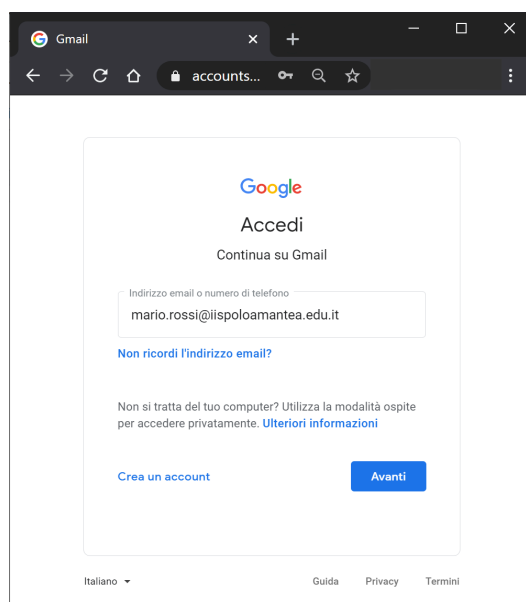 Gmail
accounts...
Google
Accedi
Continua su Gmail
Indirizzo email o numero di telefono
mario.rossi@iispoloamantea.edu.it
Non ricordi l'indirizzo email?
Non si tratta del tuo computer? Utilizza la modalità ospite
per accedere privatamente. Ulteriori informazioni
Crea un account
Avanti
Italiano
Guida
Privacy
Termini